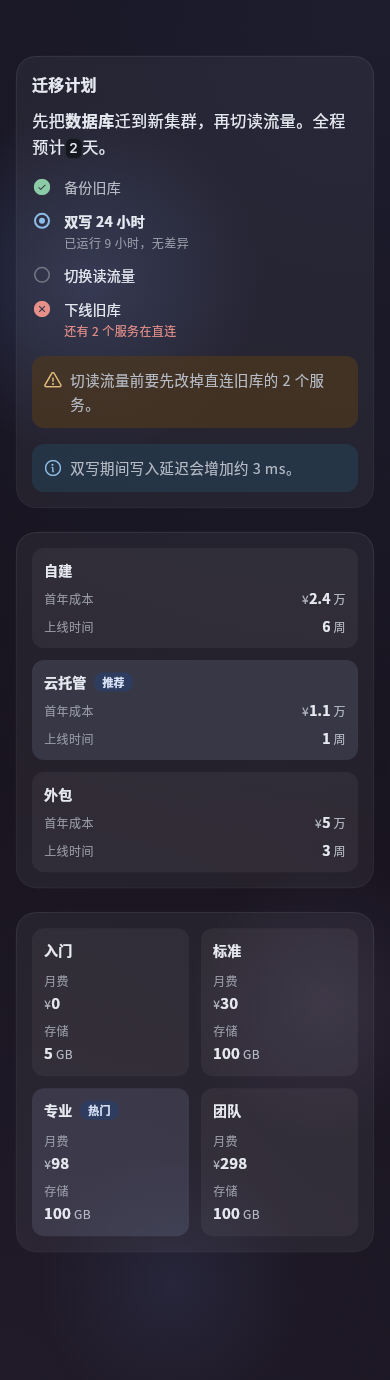 迁移计划
先把数据库迁到新集群，再切读流量。全程
预计 2 天。
备份旧库
双写 24 小时
已运行 9 小时，无差异
切换读流量
下线旧库
还有 2 个服务在直连
切读流量前要先改掉直连旧库的 2 个服
务。
双写期间写入延迟会增加约 3 ms。
自建
首年成本 ¥2.4 万
上线时间 6 周
云托管 推荐
首年成本 ¥1.1 万
上线时间 1 周
外包
首年成本 ¥5 万
上线时间 3 周
入门
月费
¥0
存储
5 GB
标准
月费
¥30
存储
100 GB
专业 热门
月费
¥98
存储
100 GB
团队
月费
¥298
存储
100 GB